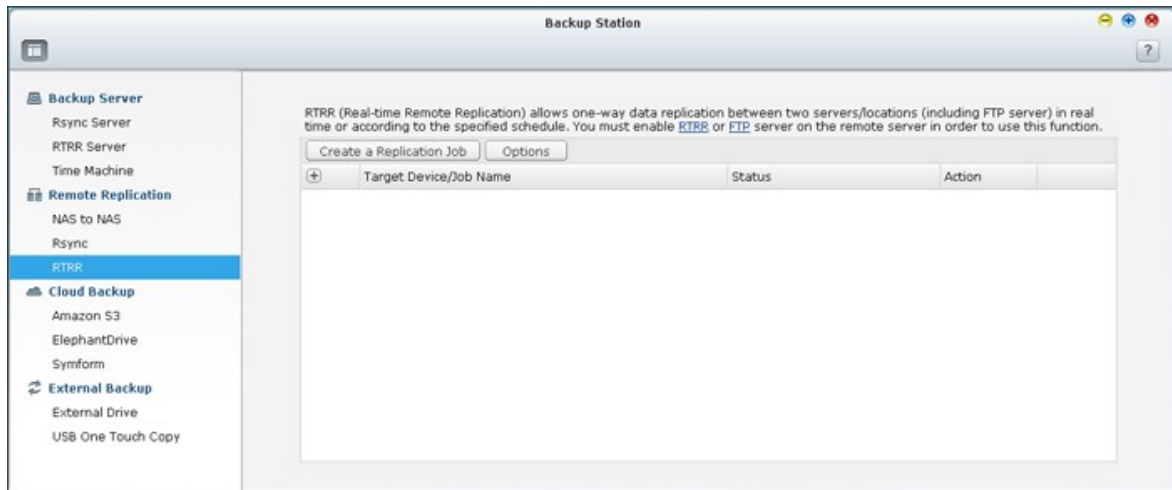 Backup Station
?
Backup Server
Rsync Server
RTRR Server
Time Machine
Remote Replication
NAS to NAS
Rsync
RTRR
Cloud Backup
Amazon S3
ElephantDrive
Symform
External Backup
External Drive
USB One Touch Copy
RTRR (Real-time Remote Replication) allows one-way data replication between two servers/locations (including FTP server) in real
time or according to the specified schedule. You must enable RTRR or FTP server on the remote server in order to use this function.
Create a Replication Job Options
Target Device/Job Name Status Action